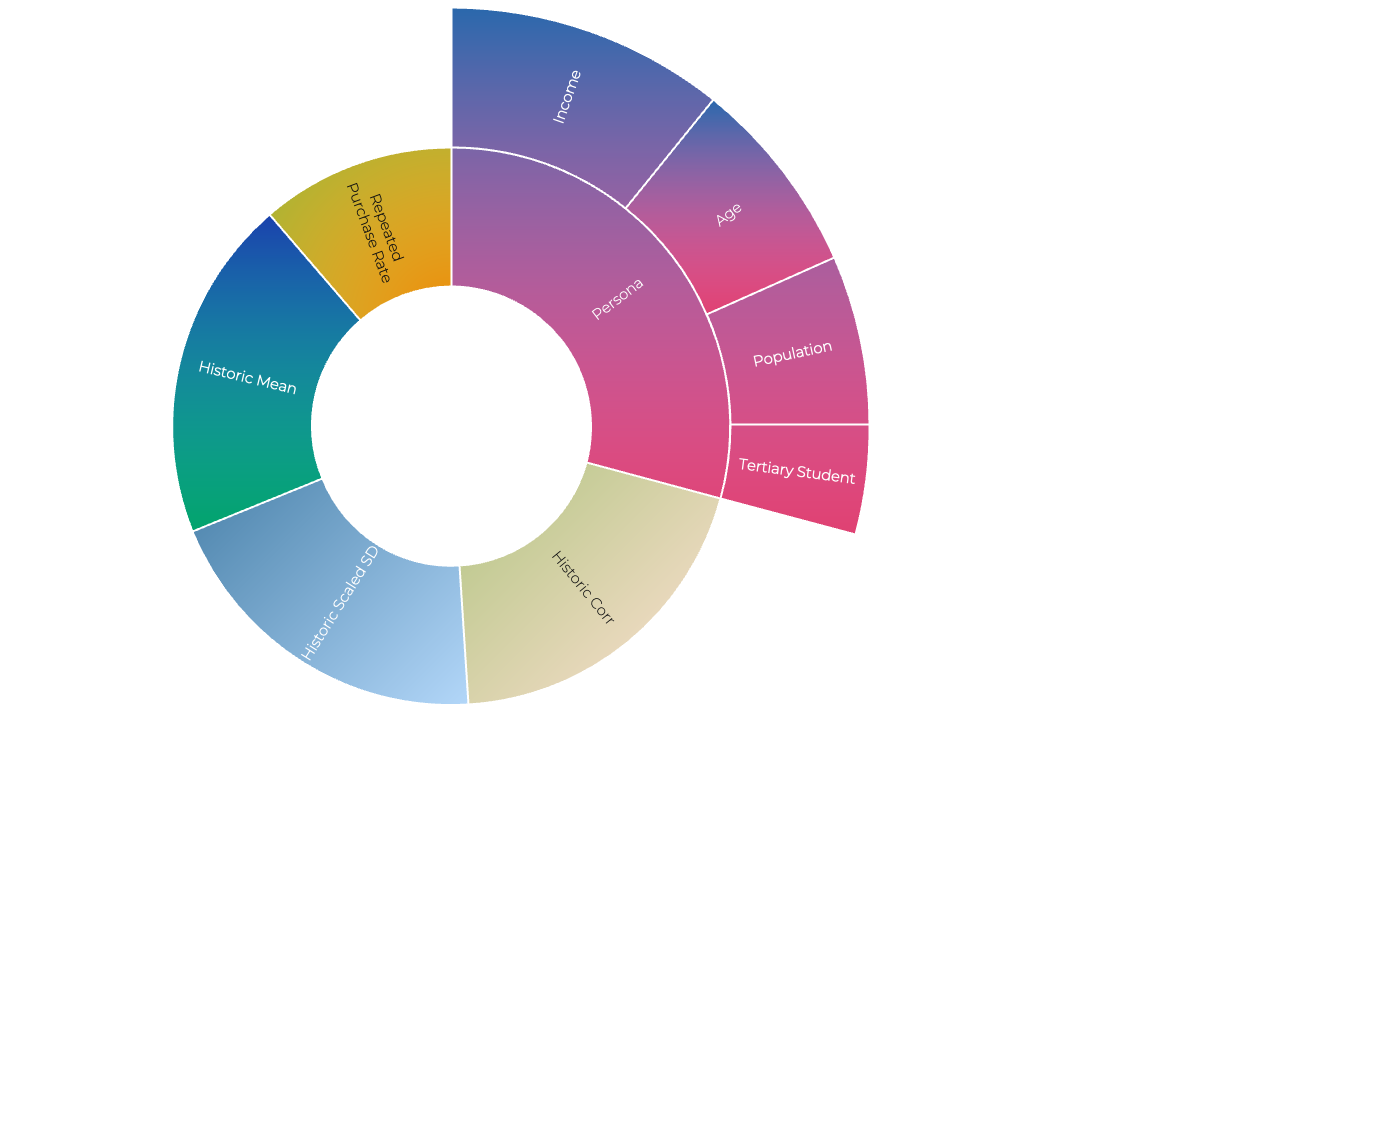 Income
Age
Repeated
Purchase Rate
Persona
Population
Historic Mean
Tertiary Student
Historic Scaled SD
Historic Corr